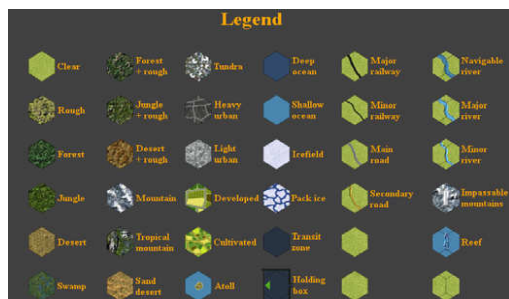 Legend
Clear
Forest
+ rough
Tundra
Deep
ocean
Major
railway
Navigable
river
Rough
Jungle
+ rough
Heavy
urban
Shallow
ocean
Minor
railway
Major
river
Forest
Desert
+ rough
Light
urban
Icefield
Main
road
Minor
river
Jungle
Mountain
Developed
Pack ice
Secondary
road
Impassable
mountains
Desert
Tropical
mountain
Cultivated
Transit
zone
Reef
Swamp
Sand
desert
Atoll
Holding
box